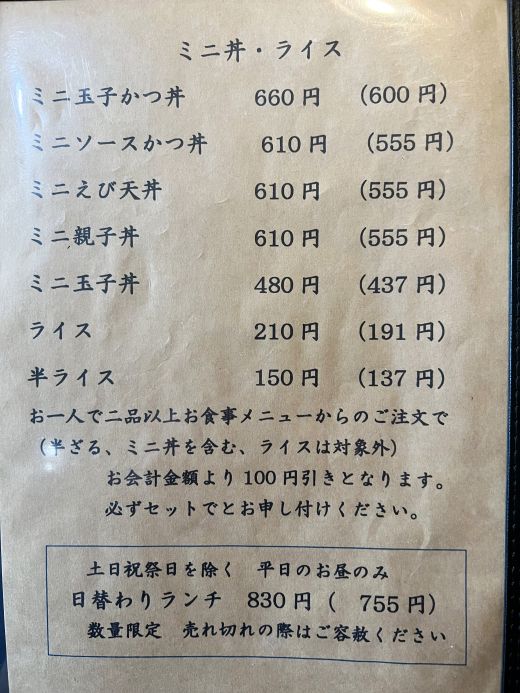 ミニ丼・ライス
ミニ玉子かつ丼 660円 (600円)
ミニソースかつ丼 610円 (555円)
ミニえび天丼 610円 (555円)
ミニ親子丼 610円 (555円)
ミニ玉子丼 480円 (437円)
ライス 210円 (191円)
半ライス 150円 (137円)
お一人で二品以上お食事メニューからのご注文で
(半ざる、ミニ丼を含む、ライスは対象外)
お会計金額より100円引きとなります。
必ずセットでとお申し付けください。
土日祝祭日を除く 平日のお昼のみ
日替わりランチ 830円( 755円)
数量限定 売れ切れの際はご容赦ください